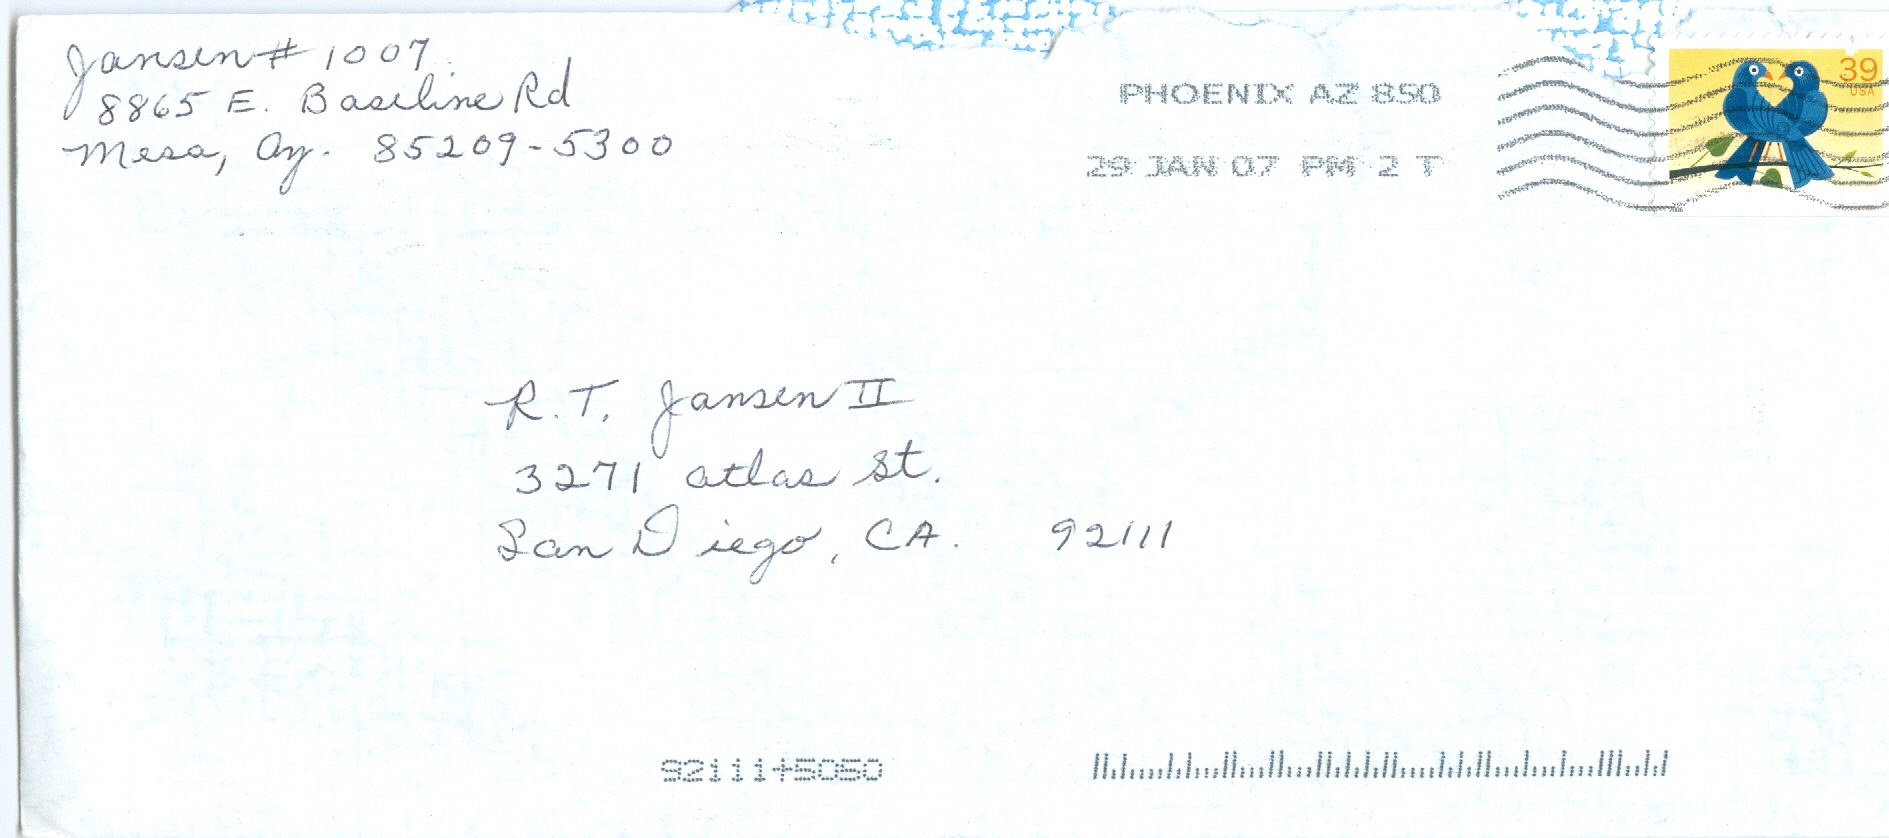 Jansen # 1007
8865 E. Baseline Rd
Mesa, Az. 85209-5300
PHOENIX AZ 850
29 JAN 07 PM 2 T
39
USA
R.T. Jansen II
3271 Atlas St.
San Diego, CA. 92111
92111+5050